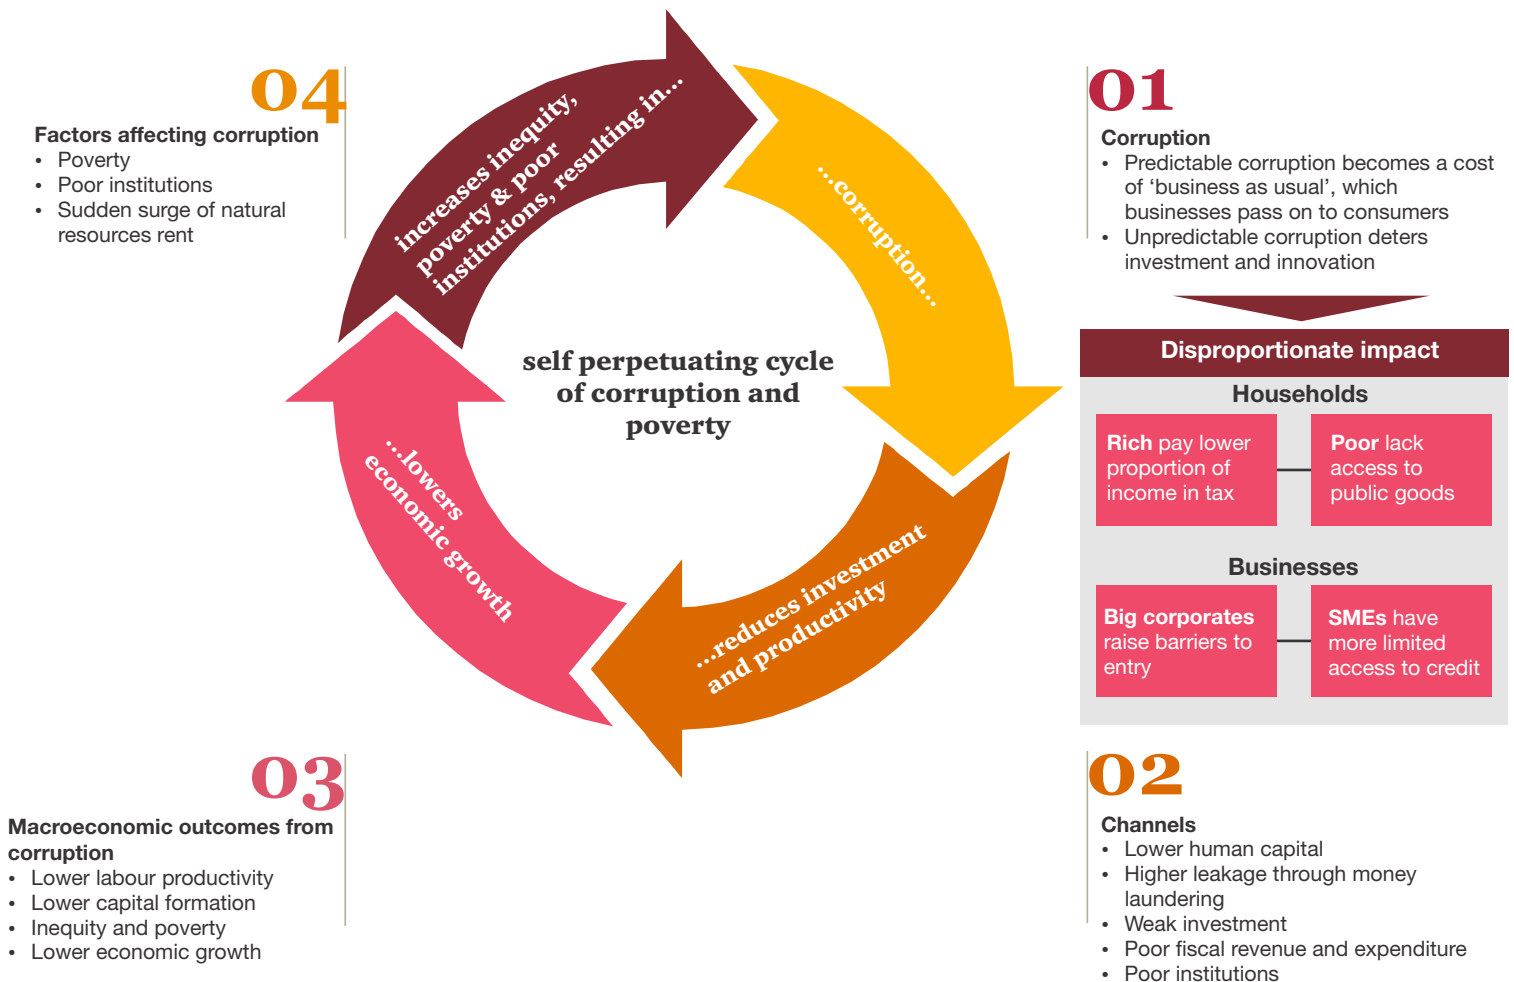 04
Factors affecting corruption
• Poverty
• Poor institutions
• Sudden surge of natural
resources rent
increases inequity,
poverty & poor
institutions, resulting in...
...corruption...
...reduces investment
and productivity
...lowers
economic growth
self perpetuating cycle
of corruption and
poverty
01
Corruption
• Predictable corruption becomes a cost
of ‘business as usual’, which
businesses pass on to consumers
• Unpredictable corruption deters
investment and innovation
Disproportionate impact
Households
Rich pay lower
proportion of
income in tax
Poor lack
access to
public goods
Businesses
Big corporates
raise barriers to
entry
SMEs have
more limited
access to credit
02
Channels
• Lower human capital
• Higher leakage through money
laundering
• Weak investment
• Poor fiscal revenue and expenditure
• Poor institutions
03
Macroeconomic outcomes from
corruption
• Lower labour productivity
• Lower capital formation
• Inequity and poverty
• Lower economic growth